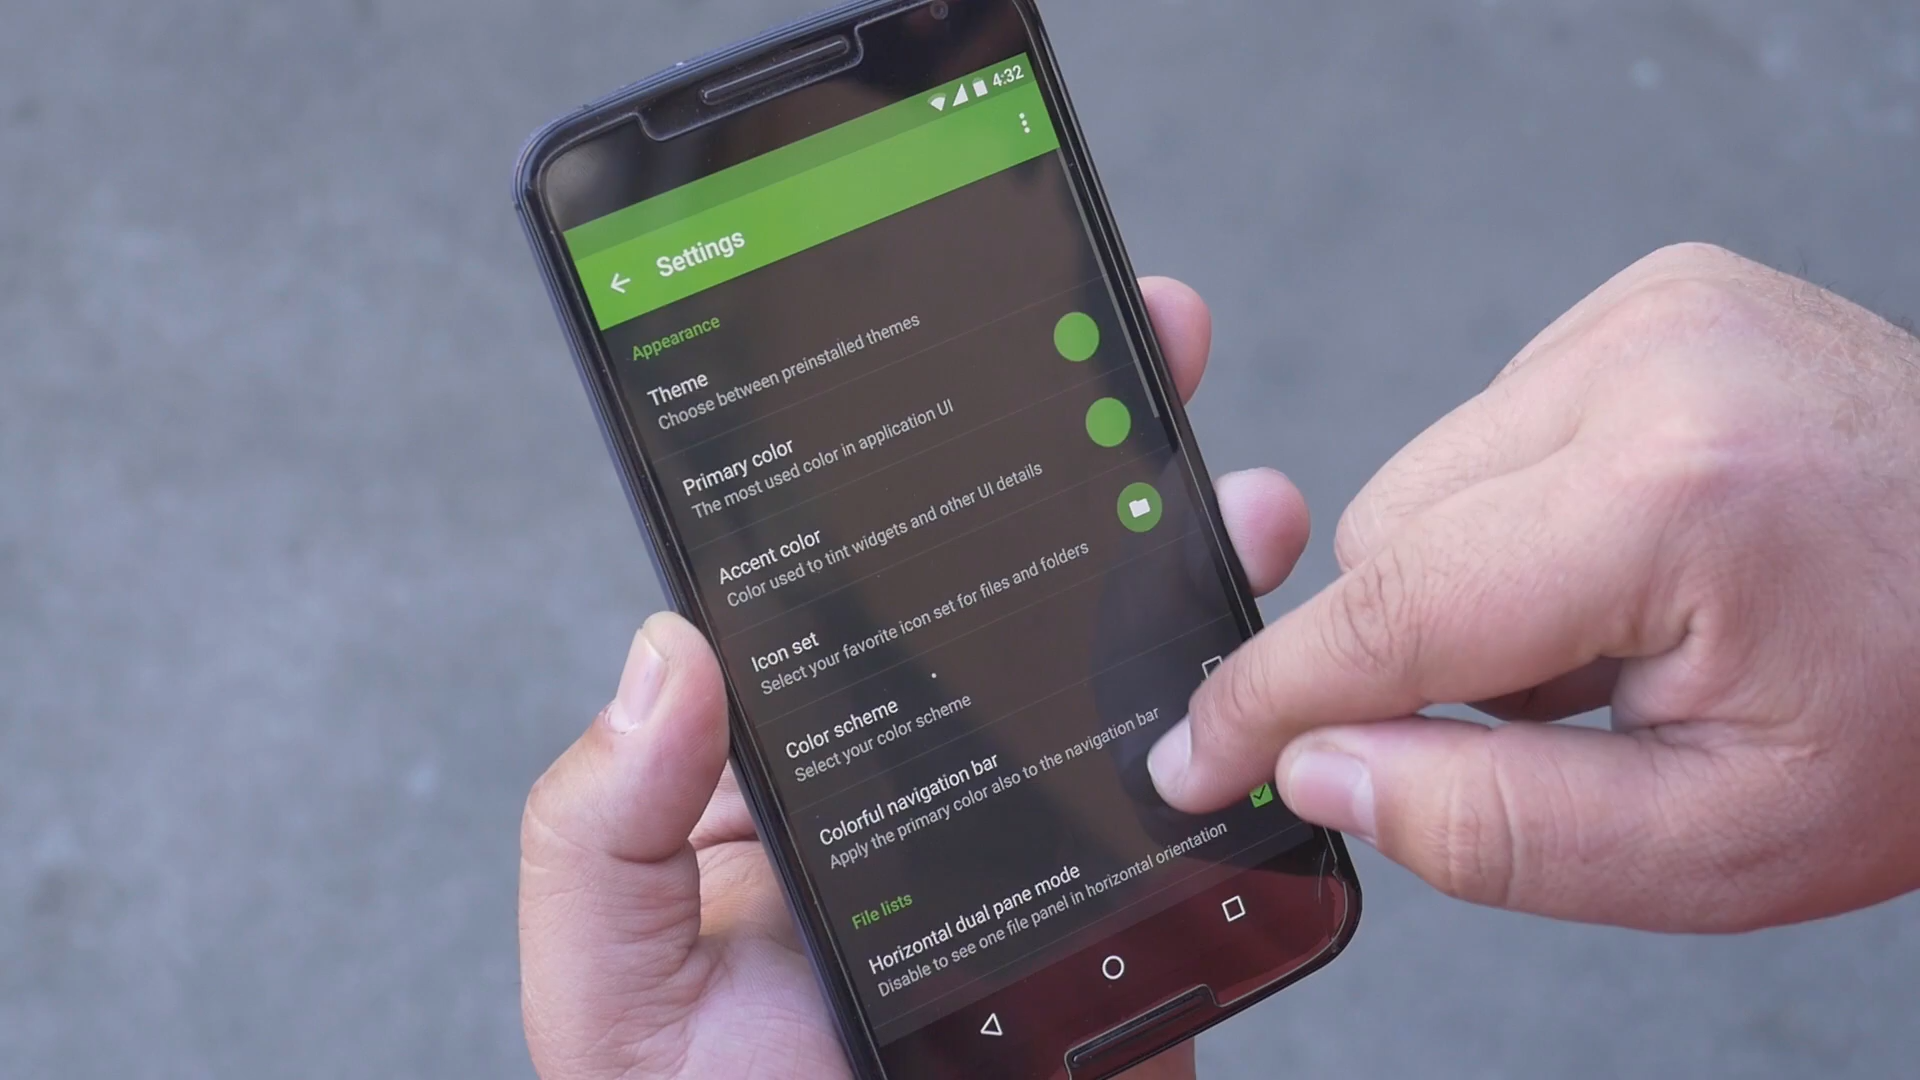 4:32
Settings
Appearance
Theme
Choose between preinstalled themes
Primary color
The most used color in application UI
Accent color
Color used to tint widgets and other UI details
Icon set
Select your favorite icon set for files and folders
Color scheme
Select your color scheme
Colorful navigation bar
Apply the primary color also to the navigation bar
File lists
Horizontal dual pane mode
Disable to see one file panel in horizontal orientation